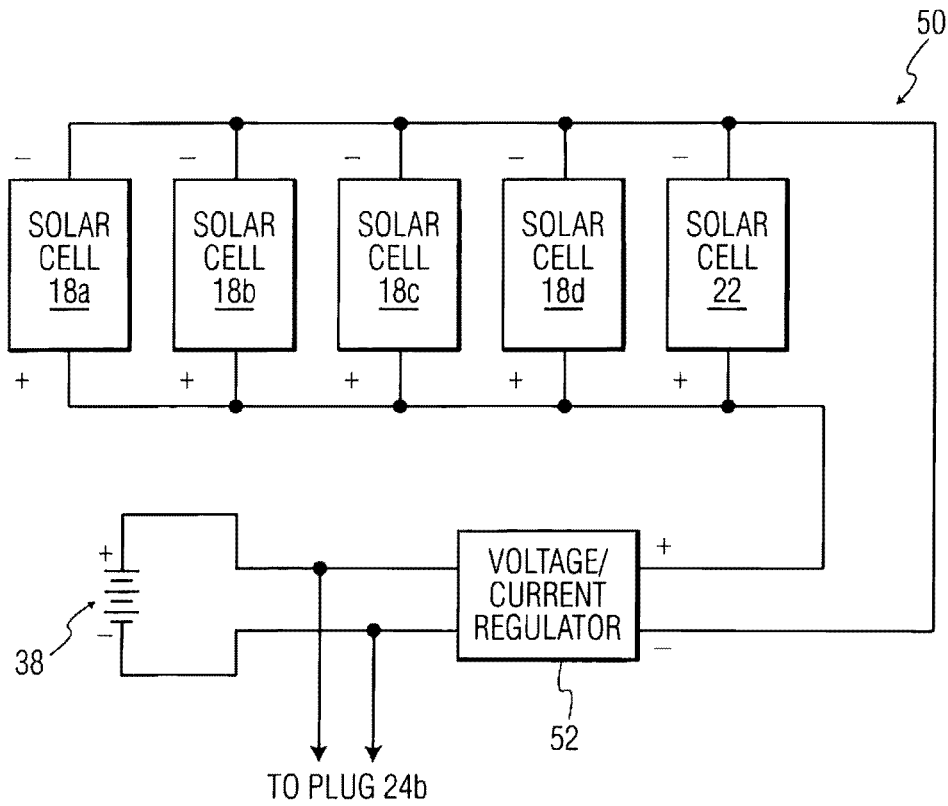 50
− − − − −
SOLAR CELL 18a
SOLAR CELL 18b
SOLAR CELL 18c
SOLAR CELL 18d
SOLAR CELL 22
+ + + + +
+
−
38
VOLTAGE/
CURRENT
REGULATOR
+
−
52
TO PLUG 24b